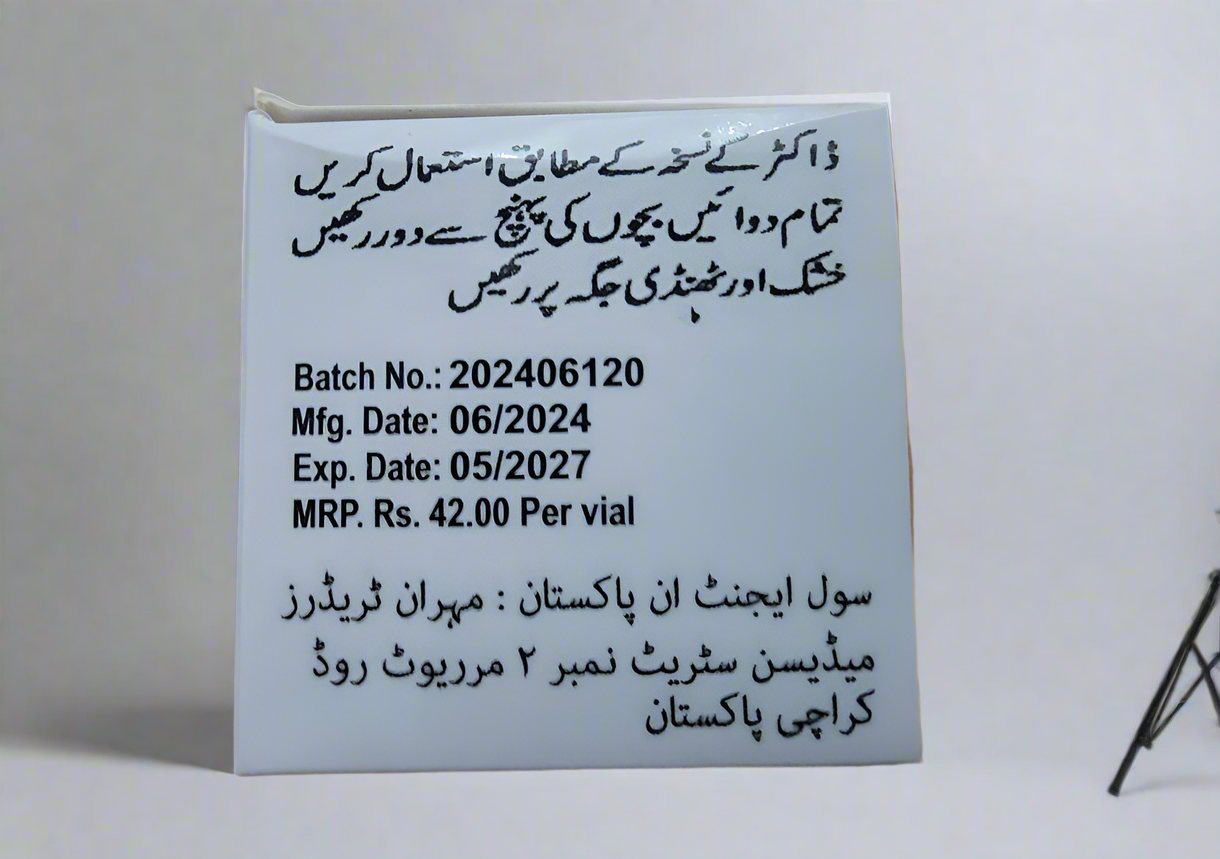 ڈاکٹر کے نسخہ کے مطابق استعمال کریں
تمام دوائیں بچوں کی پہنچ سے دور رکھیں
خشک اور ٹھنڈی جگہ پر رکھیں
Batch No.: 202406120
Mfg. Date: 06/2024
Exp. Date: 05/2027
MRP. Rs. 42.00 Per vial
سول ایجنٹ ان پاکستان : مہران ٹریڈرز
میڈیسن سٹریٹ نمبر ۲ مرریوٹ روڈ
کراچی پاکستان